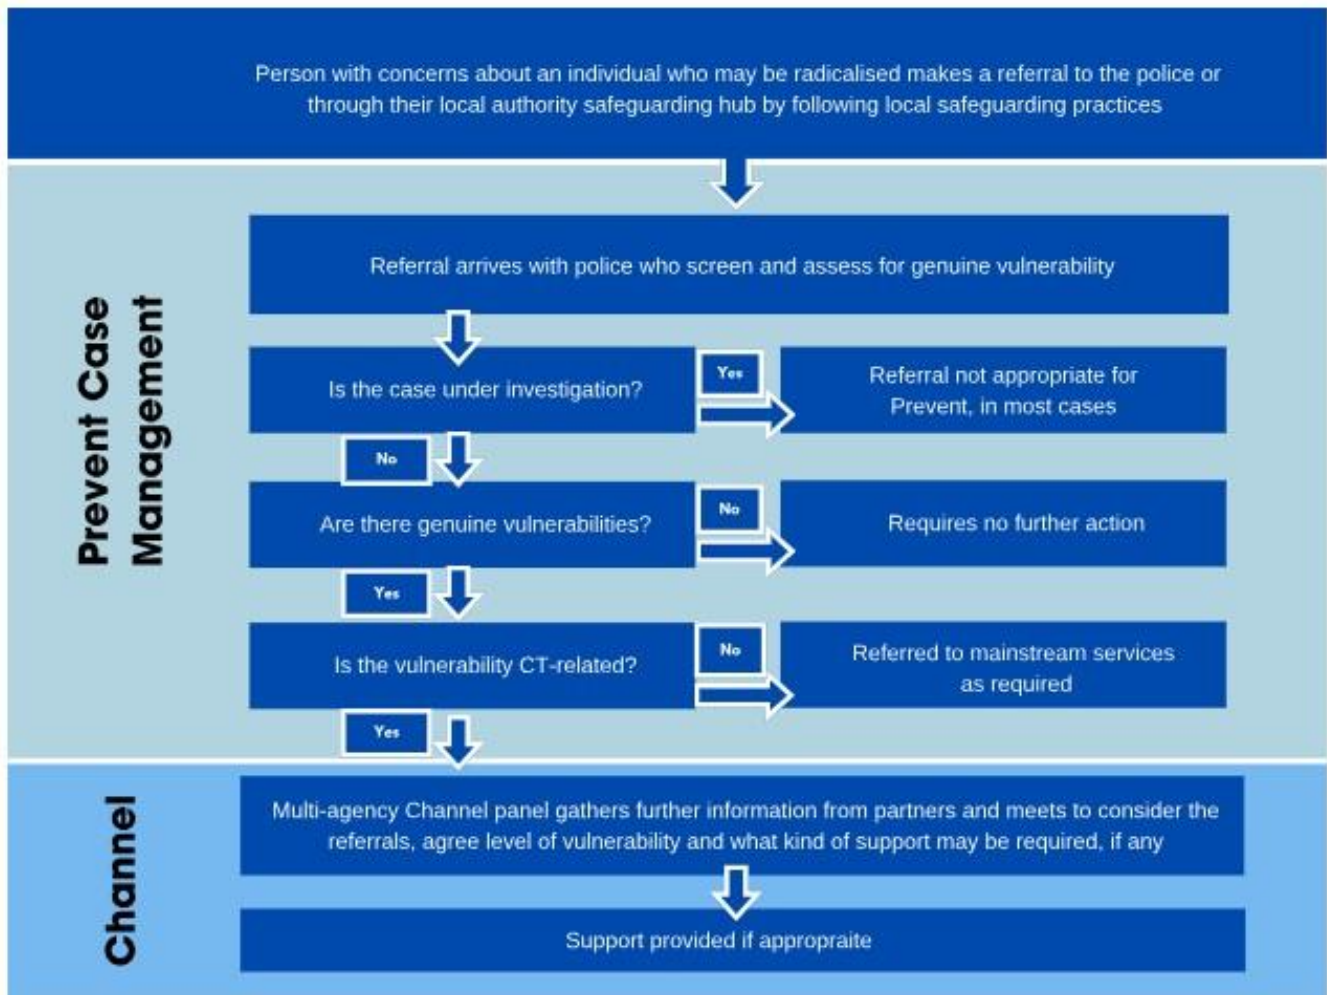 Person with concerns about an individual who may be radicalised makes a referral to the police or
through their local authority safeguarding hub by following local safeguarding practices
Prevent Case
Management
Referral arrives with police who screen and assess for genuine vulnerability
Is the case under investigation?
Yes
Referral not appropriate for
Prevent, in most cases
No
Are there genuine vulnerabilities?
No
Requires no further action
Yes
Is the vulnerability CT-related?
No
Referred to mainstream services
as required
Yes
Channel
Multi-agency Channel panel gathers further information from partners and meets to consider the
referrals, agree level of vulnerability and what kind of support may be required, if any
Support provided if appropraite